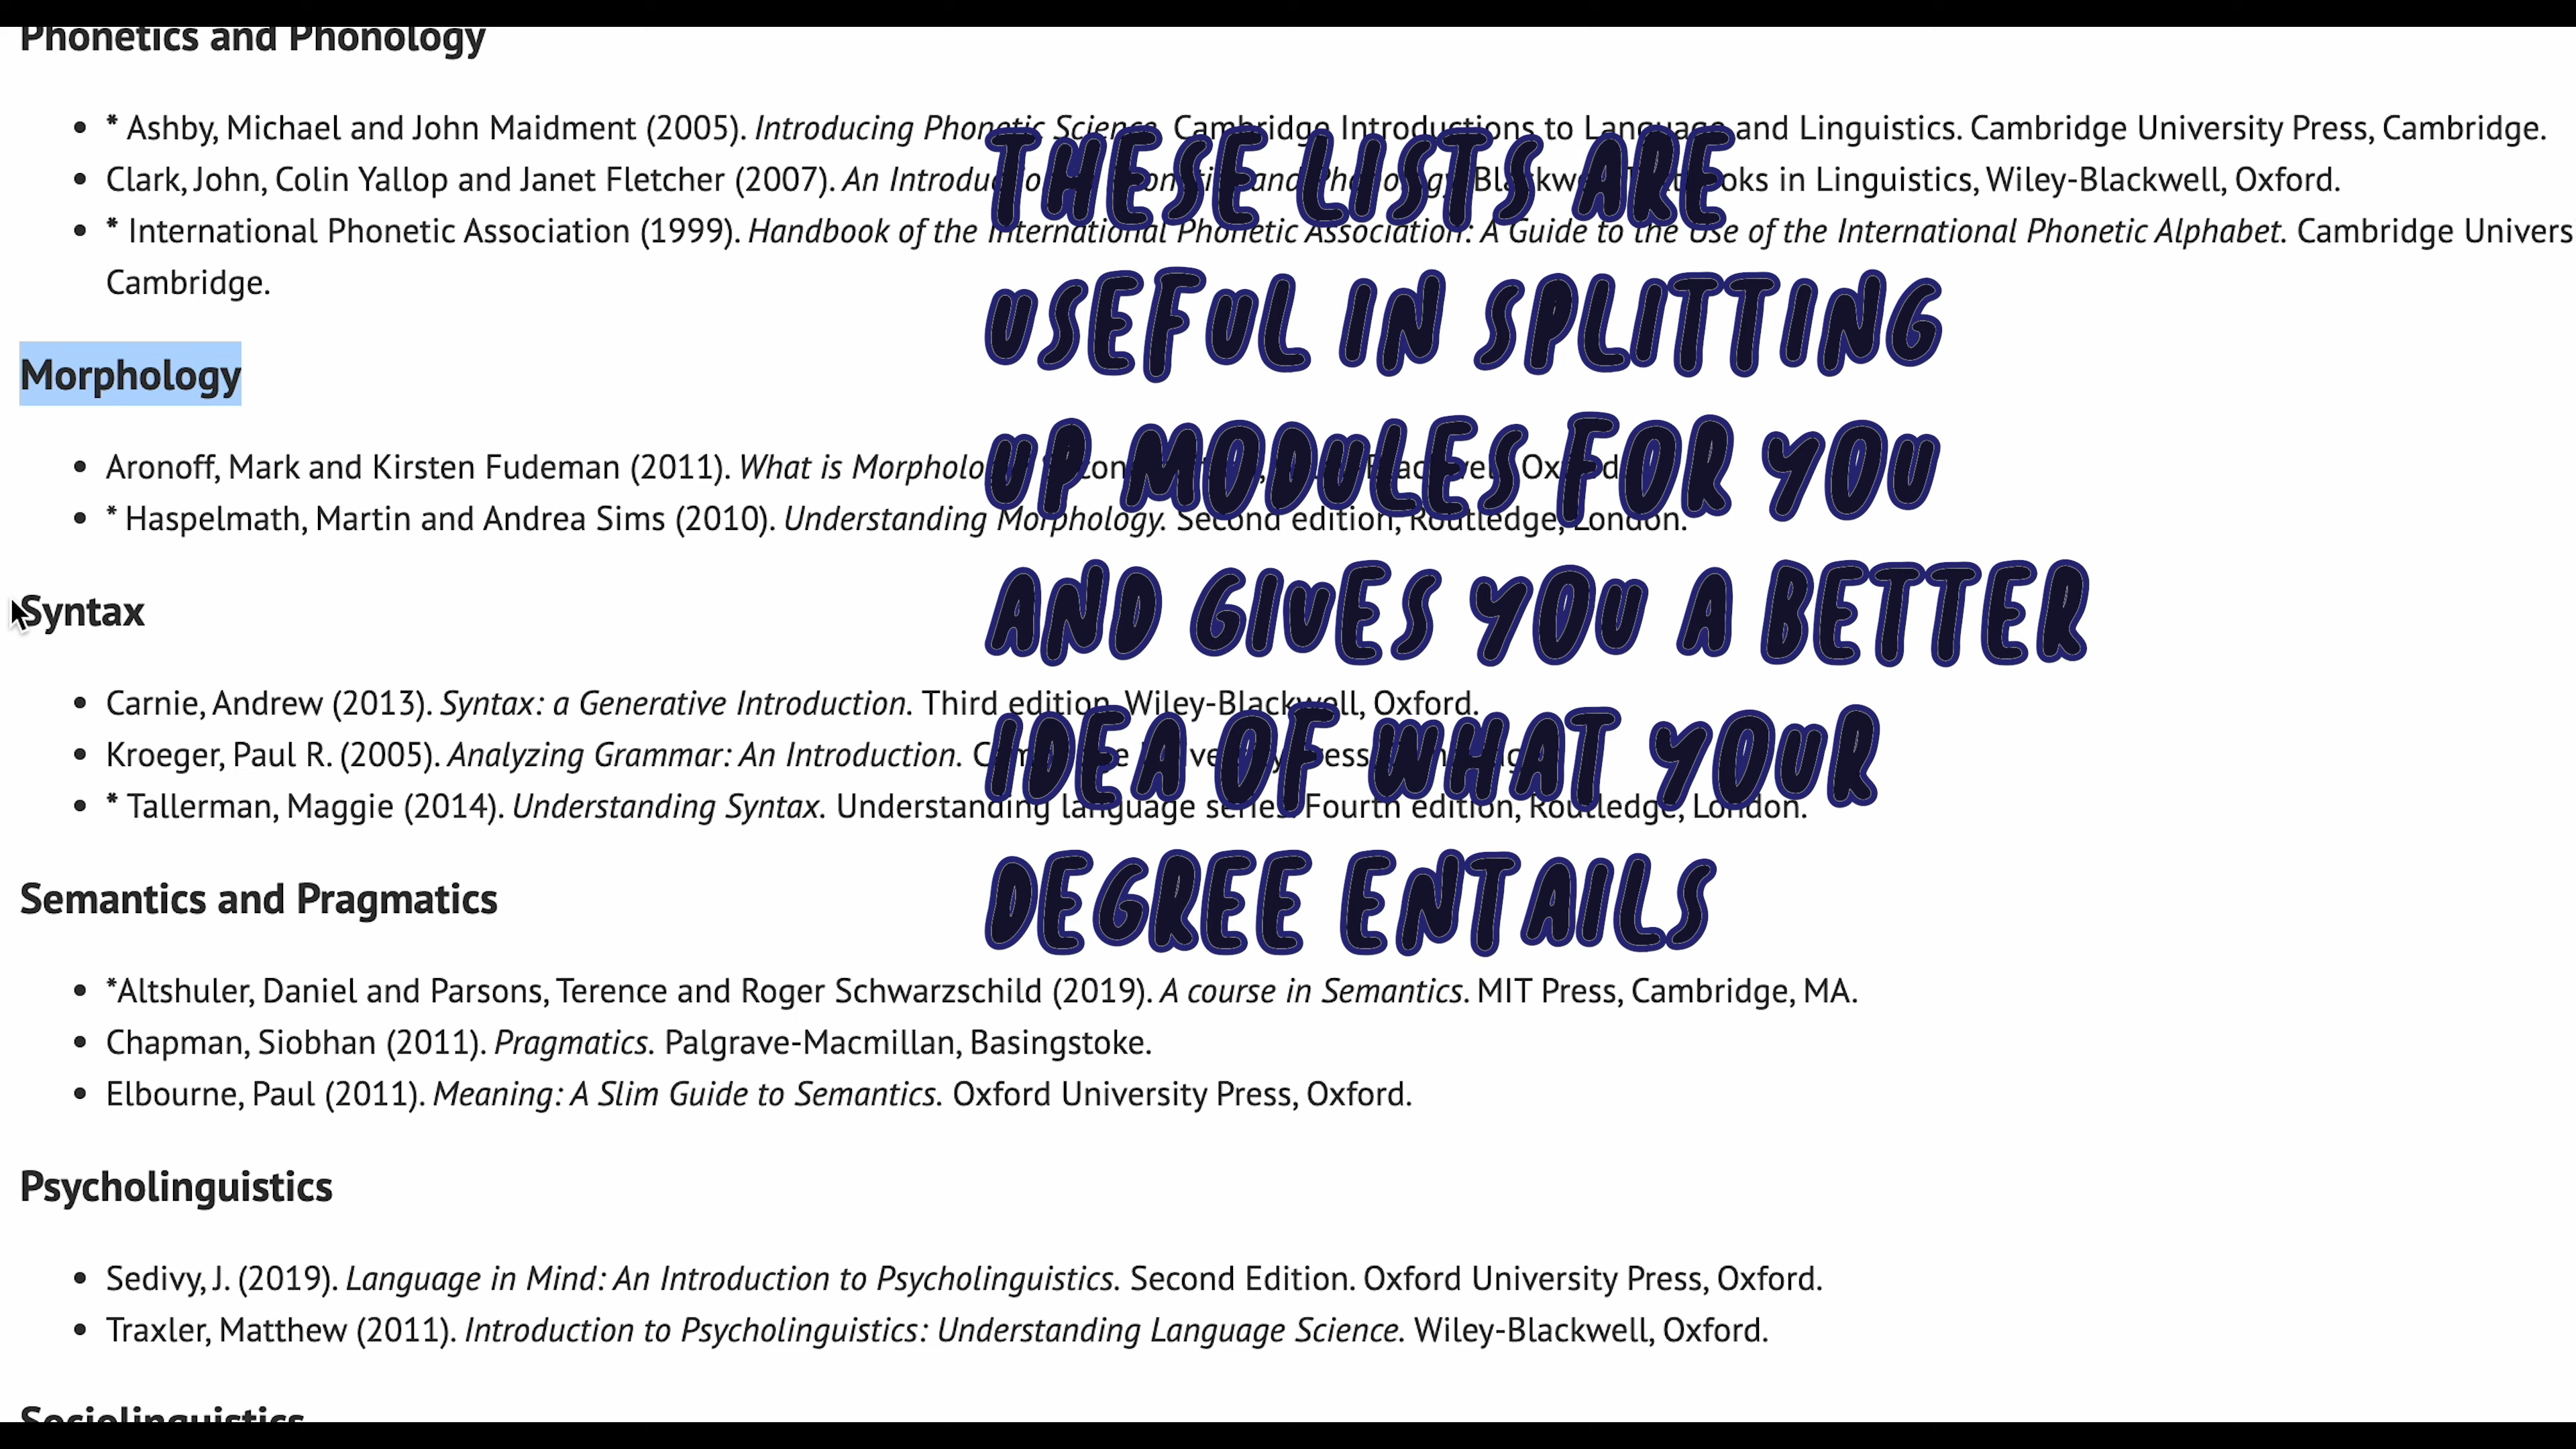 Phonetics and Phonology
• * Ashby, Michael and John Maidment (2005). Introducing Phonetic Science. Cambridge Introductions to Language and Linguistics. Cambridge University Press, Cambridge.
• Clark, John, Colin Yallop and Janet Fletcher (2007). An Introduction and Phonology Blackwell in Linguistics, Wiley-Blackwell, Oxford.
• * International Phonetic Association (1999). Handbook of the International Phonetic Association: A Guide to the Use of the International Phonetic Alphabet. Cambridge
Cambridge.
Morphology
• Aronoff, Mark and Kirsten Fudeman (2011). What is
• * Haspelmath, Martin and Andrea Sims (2010). Understanding Morphology. Second edition, Routledge, London.
Syntax
• Carnie, Andrew (2013). Syntax: a Generative Introduction. Third edition, Wiley-Blackwell, Oxford.
• Kroeger, Paul R. (2005). Analyzing Grammar: An Introduction.
• * Tallerman, Maggie (2014). Understanding Syntax. Understanding language series. Fourth edition, Routledge, London.
Semantics and Pragmatics
• *Altshuler, Daniel and Parsons, Terence and Roger Schwarzschild (2019). A course in Semantics. MIT Press, Cambridge, MA.
• Chapman, Siobhan (2011). Pragmatics. Palgrave-Macmillan, Basingstoke.
• Elbourne, Paul (2011). Meaning: A Slim Guide to Semantics. Oxford University Press, Oxford.
Psycholinguistics
• Sedivy, J. (2019). Language in Mind: An Introduction to Psycholinguistics. Second Edition. Oxford University Press, Oxford.
• Traxler, Matthew (2011). Introduction to Psycholinguistics: Understanding Language Science. Wiley-Blackwell, Oxford.
Sociolinguistics
THESE LISTS ARE
USEFUL IN SPLITTING
UP MODULES FOR YOU
AND GIVES YOU A BETTER
IDEA OF WHAT YOUR
DEGREE ENTAILS